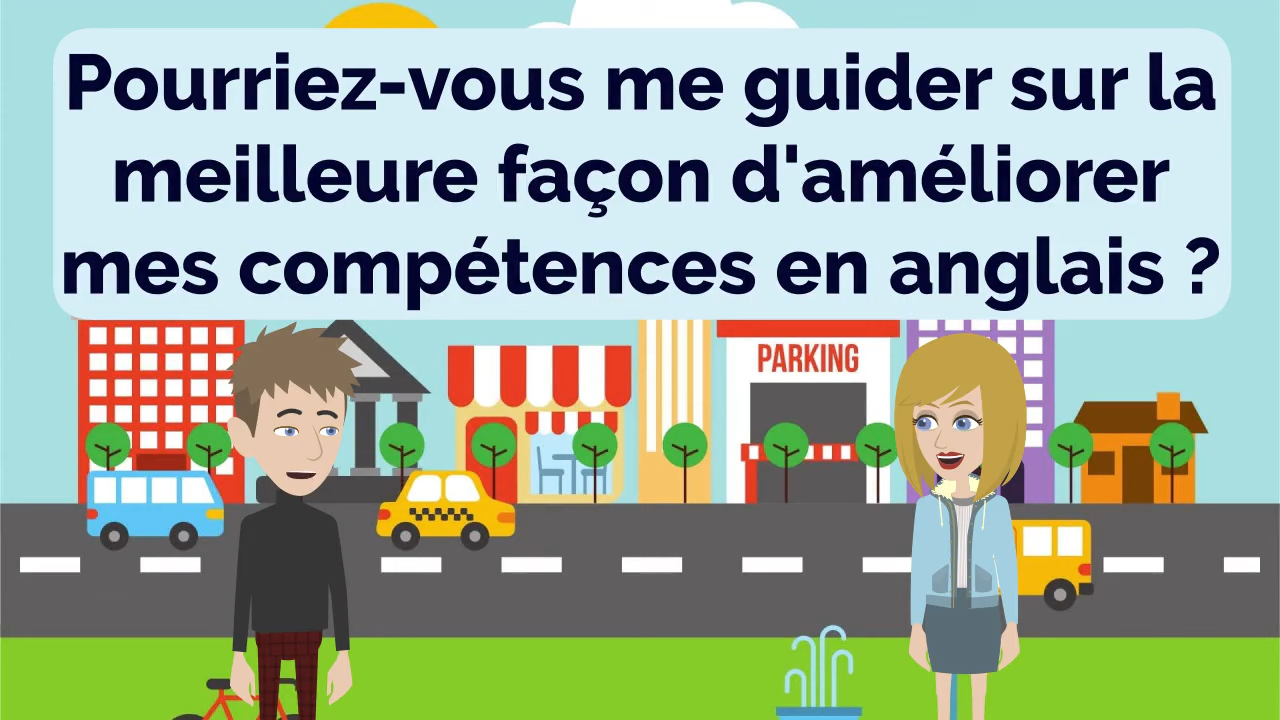 Pourriez-vous me guider sur la
meilleure façon d'améliorer
mes compétences en anglais ?
PARKING